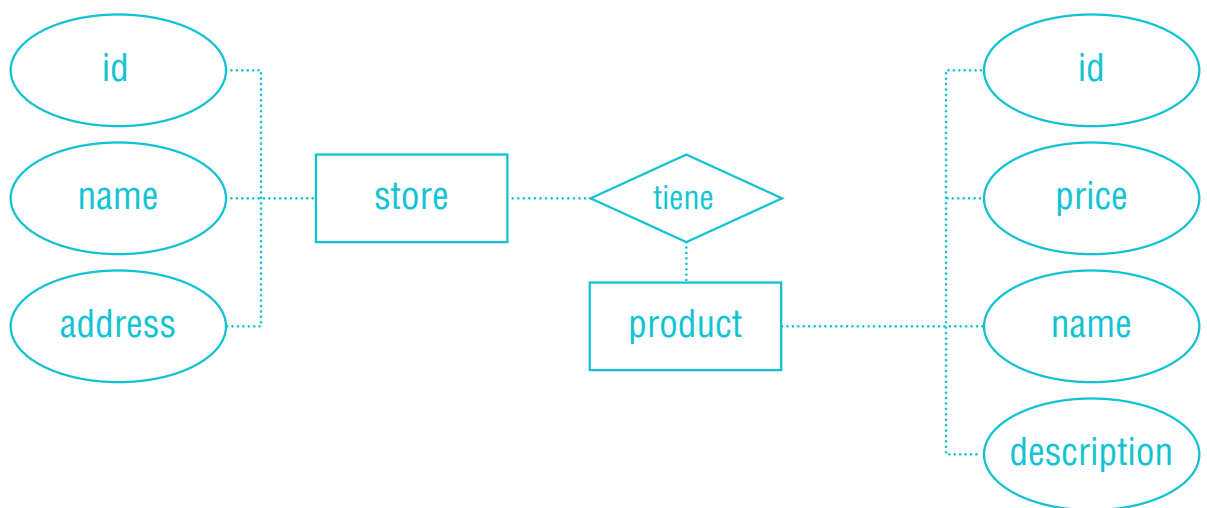 id
name
address
store
tiene
product
id
price
name
description